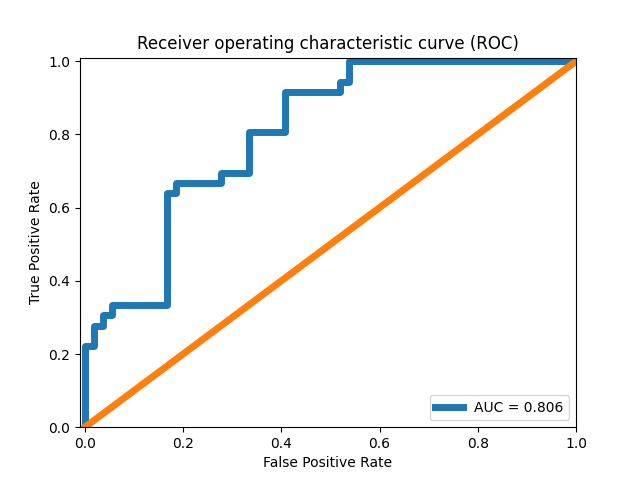 Receiver operating characteristic curve (ROC)
True Positive Rate
1.0
0.8
0.6
0.4
0.2
0.0
0.0 0.2 0.4 0.6 0.8 1.0
False Positive Rate
AUC = 0.806